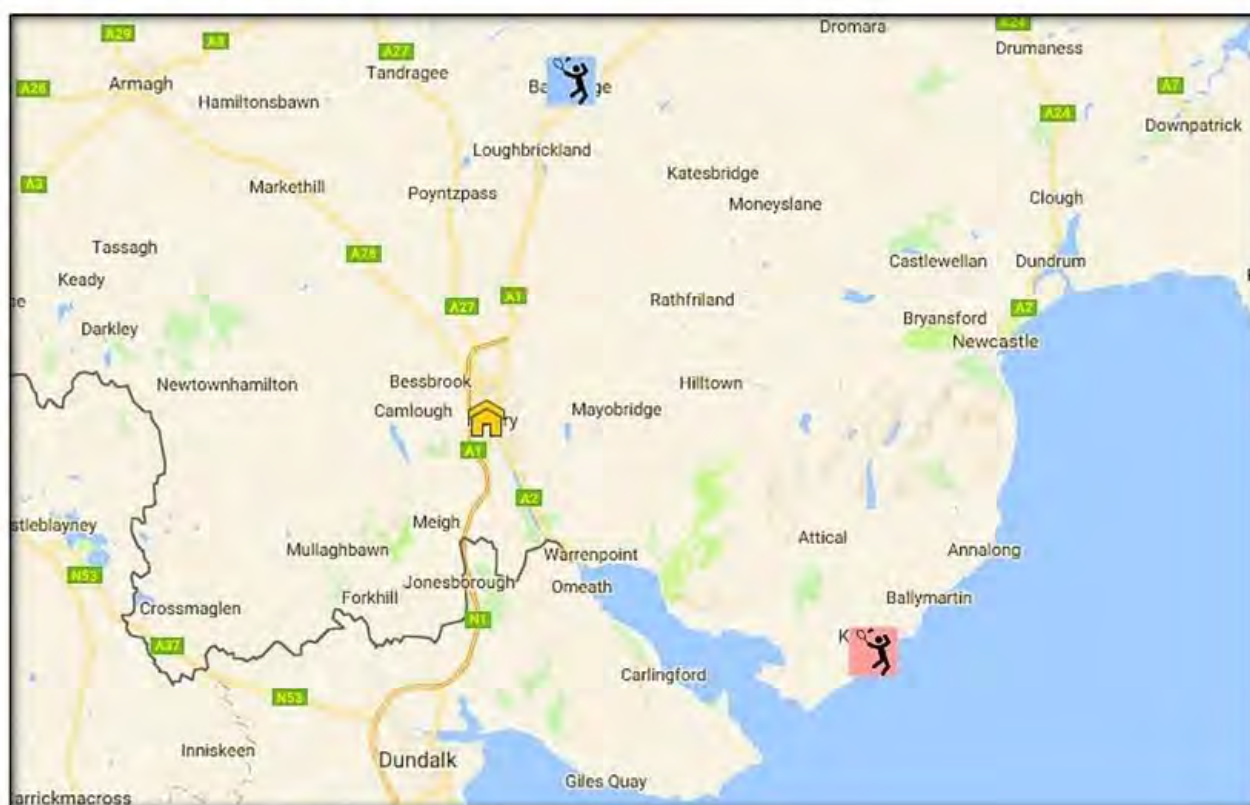 A29
A8
A27
A24
Dromara
Drumaness
Tandragee
Armagh
A28
Hamiltonsbawn
A7
A24
Downpatrick
Loughbrickland
Katesbridge
A3
Markethill
Poyntzpass
Moneyslane
Clough
Tassagh
A28
Castlewellan
Dundrum
Keady
A27
A1
Rathfriland
A2
Bryansford
Darkley
Newcastle
Newtownhamilton
Bessbrook
Hilltown
Camlough
Mayobridge
A1
A2
stleblayney
Meigh
Mullaghbawn
Warrenpoint
Attical
Annalong
N53
Jonesborough
Omeath
Crossmaglen
Forkhill
Ballymartin
N1
A37
Carlingford
N53
Inniskeen
Dundalk
Giles Quay
arrickmacross